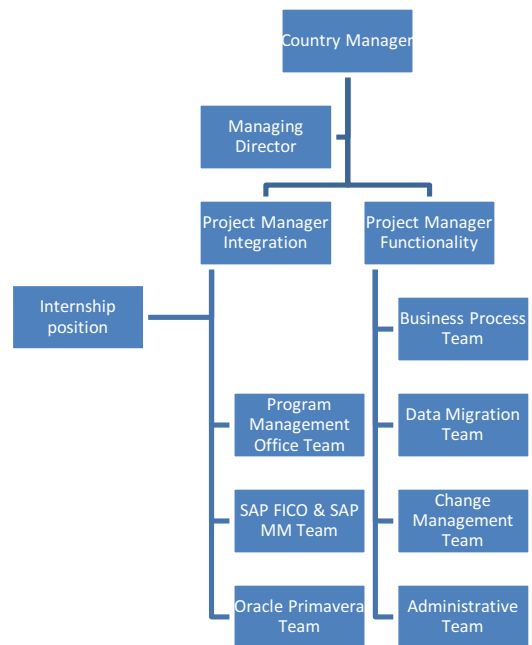 Country Manager
Managing
Director
Project Manager
Integration
Project Manager
Functionality
Internship
position
Business Process
Team
Program
Management
Office Team
Data Migration
Team
SAP FICO & SAP
MM Team
Change
Management
Team
Oracle Primavera
Team
Administrative
Team